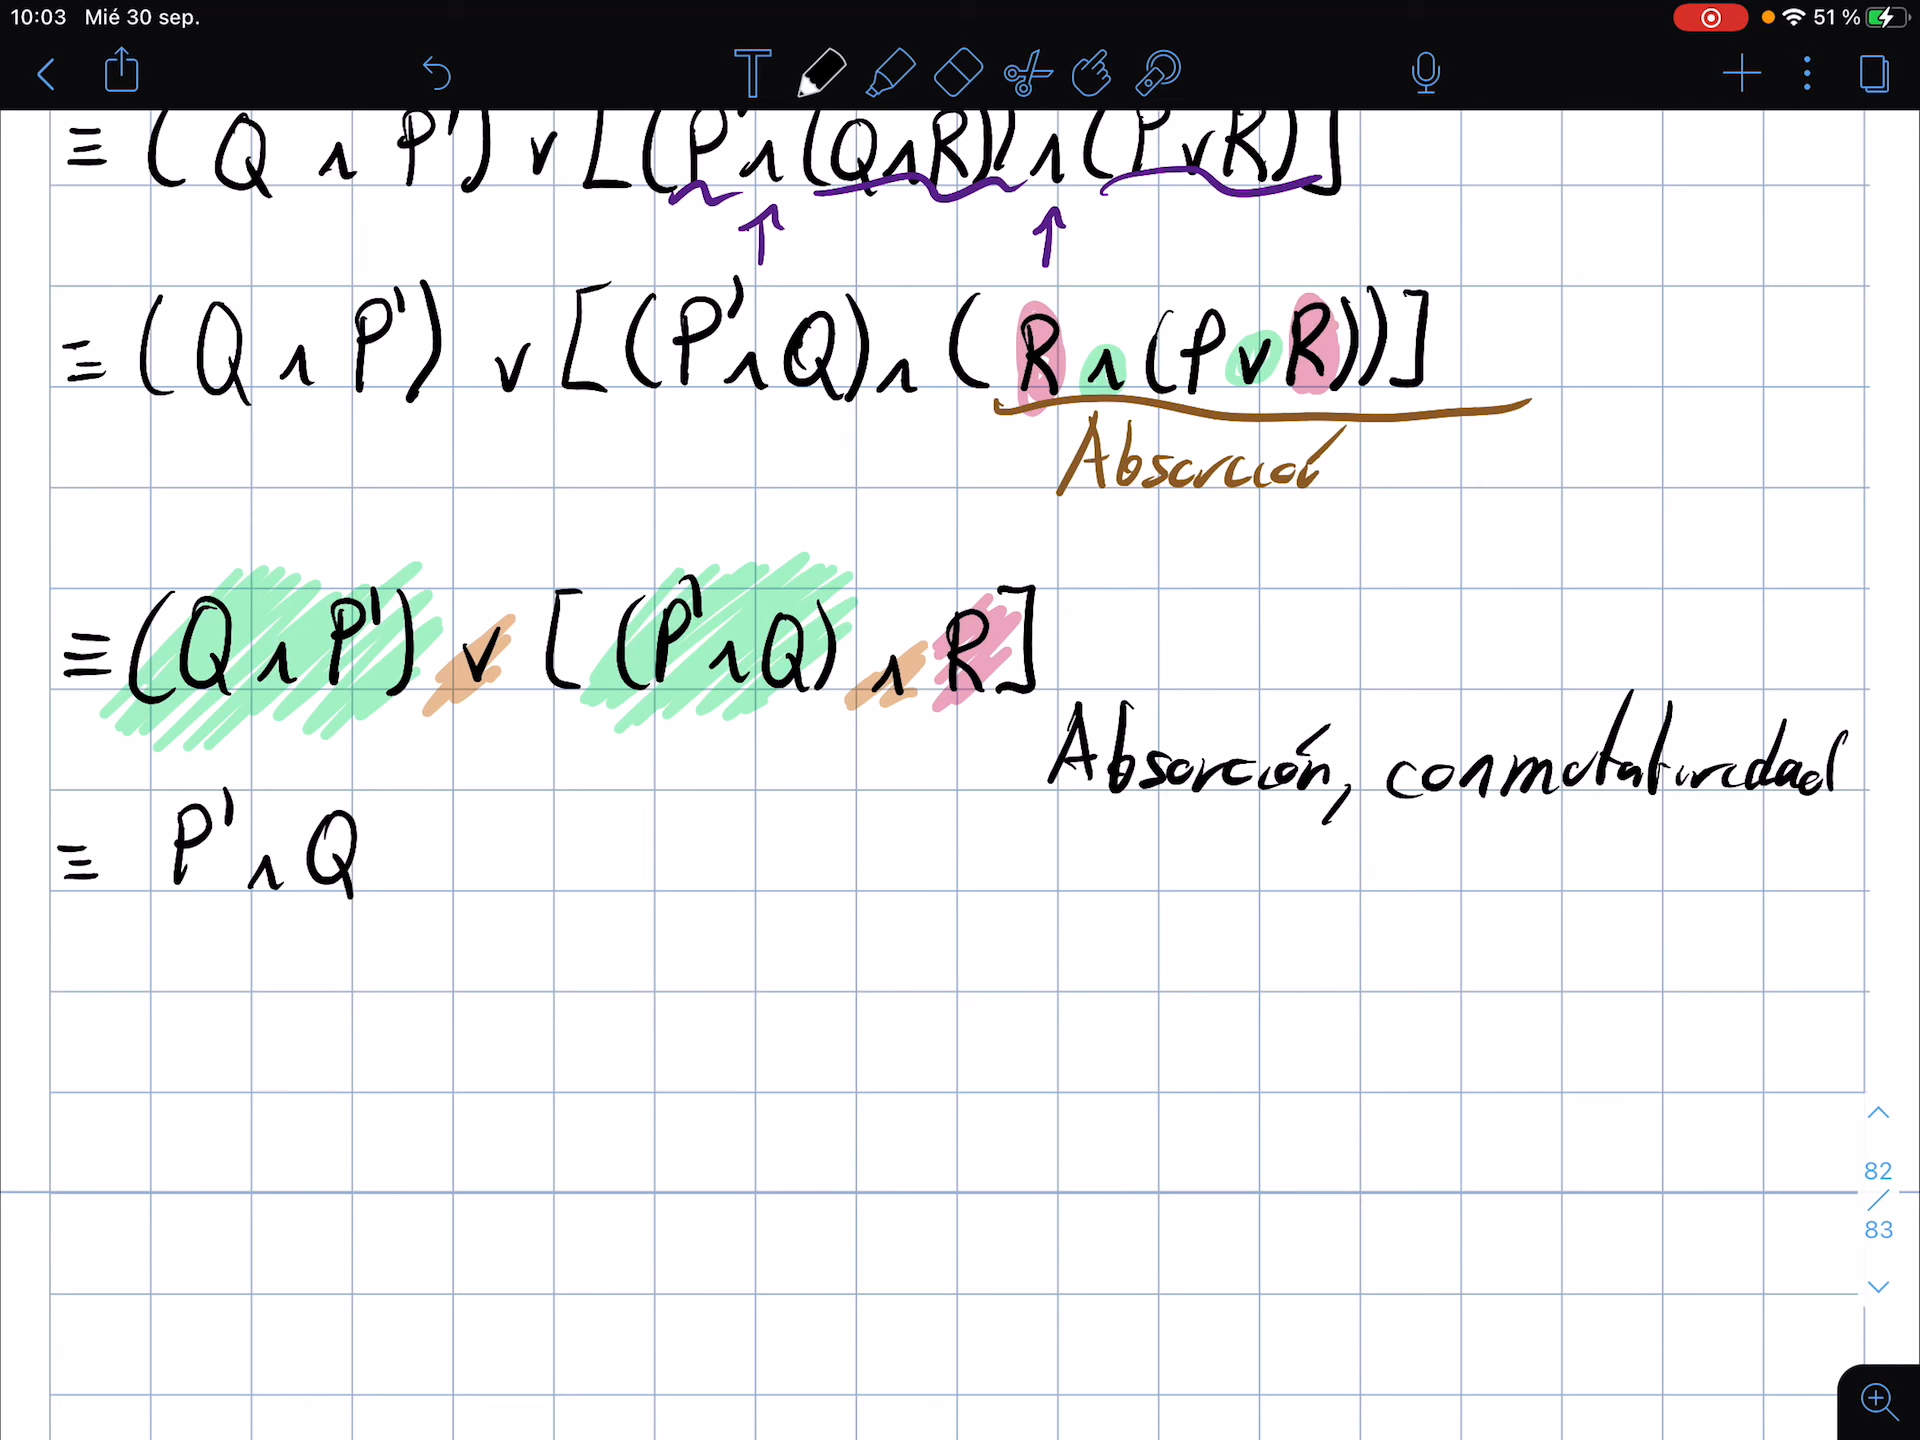 10:03 Mié 30 sep. 51 %
≡ (Q ∧ P') ∨ [(P' ∧ (Q ∧ R)) ∧ (P ∨ R)]
≡ (Q ∧ P') ∨ [(P' ∧ Q) ∧ (R ∧ (P ∨ R))]
Absorción
≡ (Q ∧ P') ∨ [(P' ∧ Q) ∧ R]
Absorción, conmutatividad
≡ P' ∧ Q
82
/
83